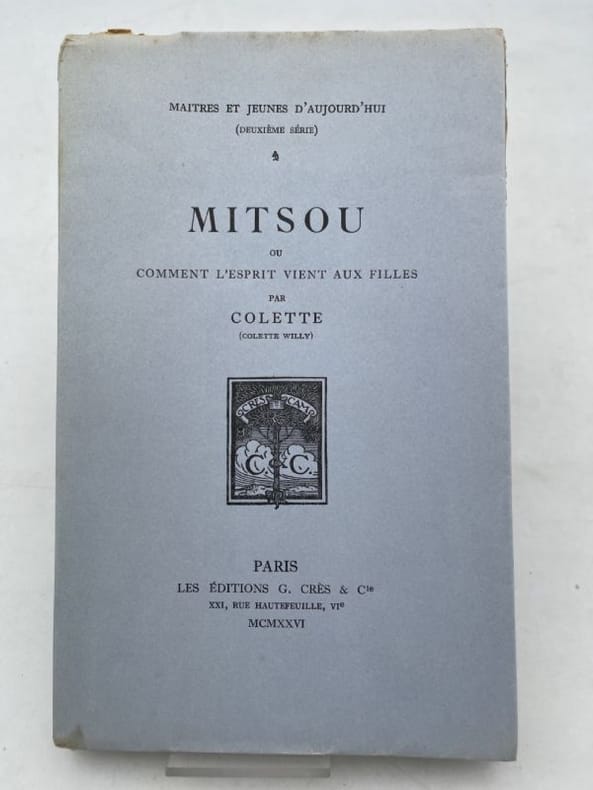 MAITRES ET JEUNES D'AUJOURD'HUI
(DEUXIÈME SÉRIE)
MITSOU
OU
COMMENT L'ESPRIT VIENT AUX FILLES
PAR
COLETTE
(COLETTE WILLY)
CRESCAM
C. C.
PARIS
LES ÉDITIONS G. CRÈS & Cie
XXI, RUE HAUTEFEUILLE, VIe
MCMXXVI